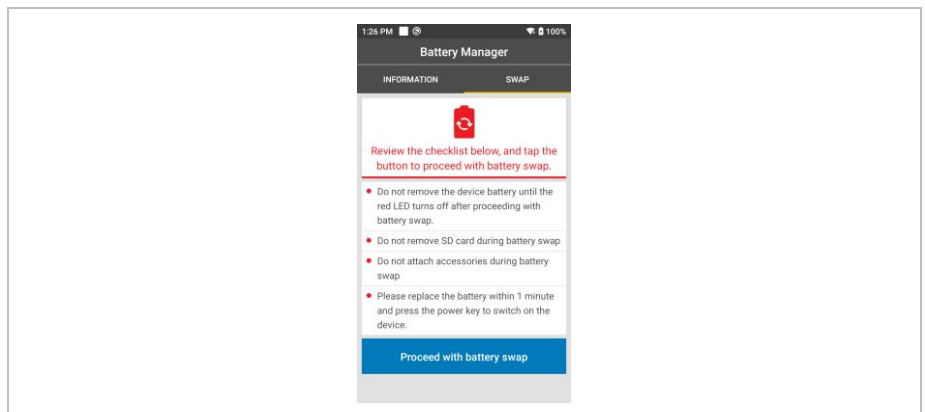 1:26 PM 100%
Battery Manager
INFORMATION SWAP
Review the checklist below, and tap the
button to proceed with battery swap.
Do not remove the device battery until the
red LED turns off after proceeding with
battery swap.
Do not remove SD card during battery swap
Do not attach accessories during battery
swap
Please replace the battery within 1 minute
and press the power key to switch on the
device.
Proceed with battery swap